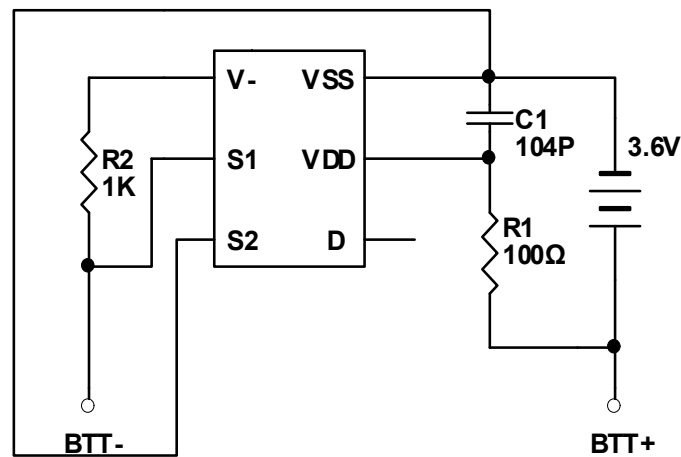 V- VSS
R2
1K
S1 VDD
C1
104P
3.6V
S2 D
R1
100Ω
BTT- BTT+